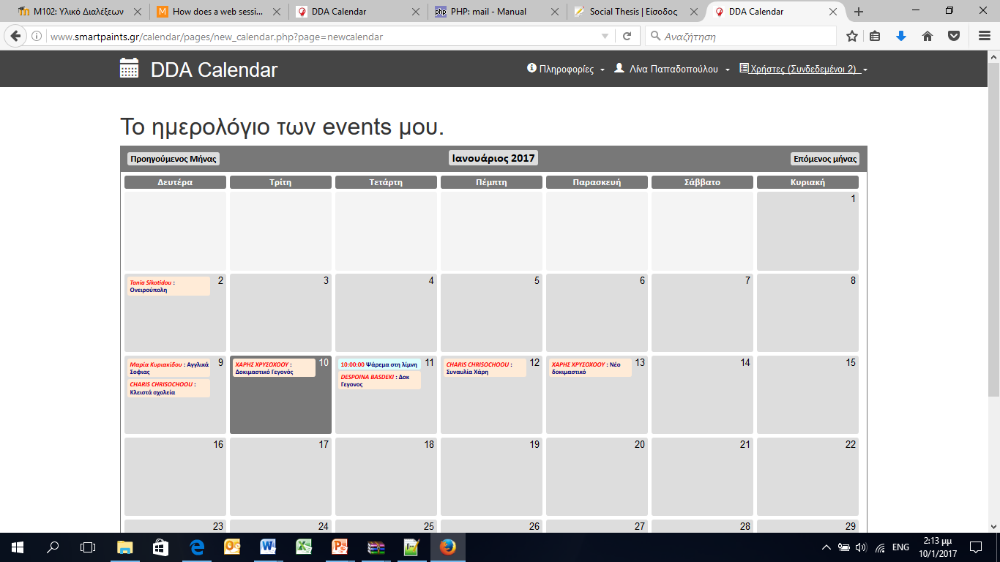 M102: Υλικό Διαλέξεων
How does a web sessi...
DDA Calendar
PHP: mail - Manual
Social Thesis | Είσοδος
DDA Calendar
www.smartpaints.gr/calendar/pages/new_calendar.php?page=newcalendar
Αναζήτηση
DDA Calendar
Πληροφορίες
Λίνα Παπαδοπούλου
Χρήστες (Συνδεδεμένοι 2)
Το ημερολόγιο των events μου.
Προηγούμενος Μήνας
Ιανουάριος 2017
Επόμενος μήνας
Δευτέρα Τρίτη Τετάρτη Πέμπτη Παρασκευή Σάββατο Κυριακή
1
2
Tania Sikotidou :
Ονειρούπολη
3 4 5 6 7 8
9
Μαρία Κυριακίδου : Αγγλικά
Σοφιας
CHARIS CHRISOCHOOU :
Κλειστά σχολεία
10
ΧΑΡΗΣ ΧΡΥΣΟΧΟΟΥ :
Δοκιμαστικό Γεγονός
11
10:00:00 Ψάρεμα στη λίμνη
DESPOINA BASDEKI : Δοκ
Γεγονος
12
CHARIS CHRISOCHOOU :
Συναυλία Χάρη
13
ΧΑΡΗΣ ΧΡΥΣΟΧΟΟΥ : Νέο
δοκιμαστικό
14 15
16 17 18 19 20 21 22
23 24 25 26 27 28 29
ENG
2:13 μμ
10/1/2017